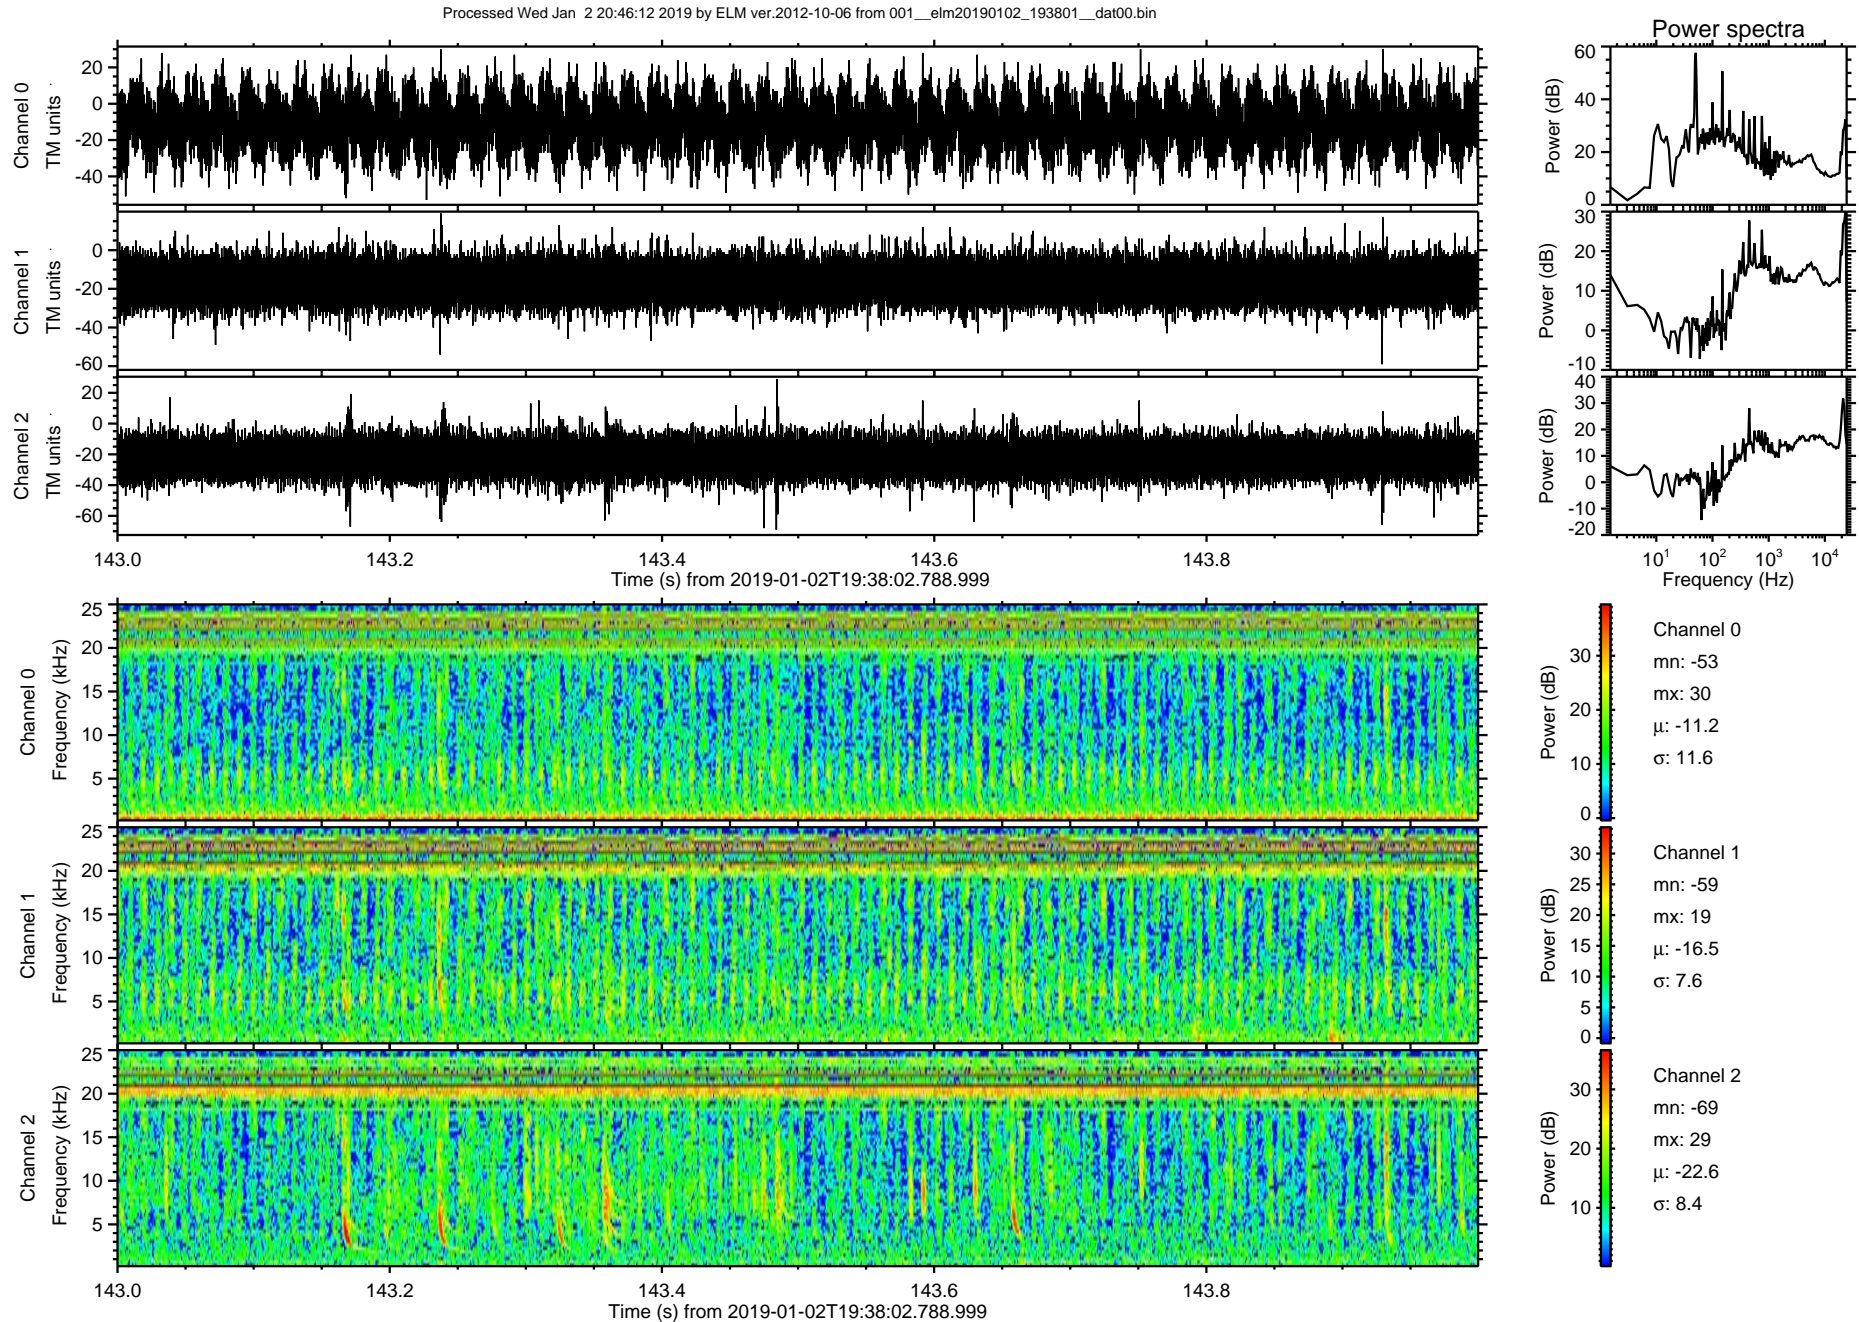 Processed Wed Jan  2 20:46:12 2019 by ELM ver.2012-10-06 from 001__elm20190102_193801__dat00.bin
Power spectra
Channel 0
TM units
20
0
-20
-40
Power (dB)
60
40
20
0
Channel 1
TM units
0
-20
-40
-60
Power (dB)
30
20
10
0
-10
Channel 2
TM units
20
0
-20
-40
-60
Power (dB)
40
30
20
10
0
-10
-20
143.0 143.2 143.4 143.6 143.8
Time (s) from 2019-01-02T19:38:02.788.999
10^1 10^2 10^3 10^4
Frequency (Hz)
Channel 0
Frequency (kHz)
25
20
15
10
5
Power (dB)
30
20
10
0
Channel 0
mn: -53
mx: 30
μ: -11.2
σ: 11.6
Channel 1
Frequency (kHz)
25
20
15
10
5
Power (dB)
30
25
20
15
10
5
0
Channel 1
mn: -59
mx: 19
μ: -16.5
σ: 7.6
Channel 2
Frequency (kHz)
25
20
15
10
5
Power (dB)
30
20
10
Channel 2
mn: -69
mx: 29
μ: -22.6
σ: 8.4
143.0 143.2 143.4 143.6 143.8
Time (s) from 2019-01-02T19:38:02.788.999